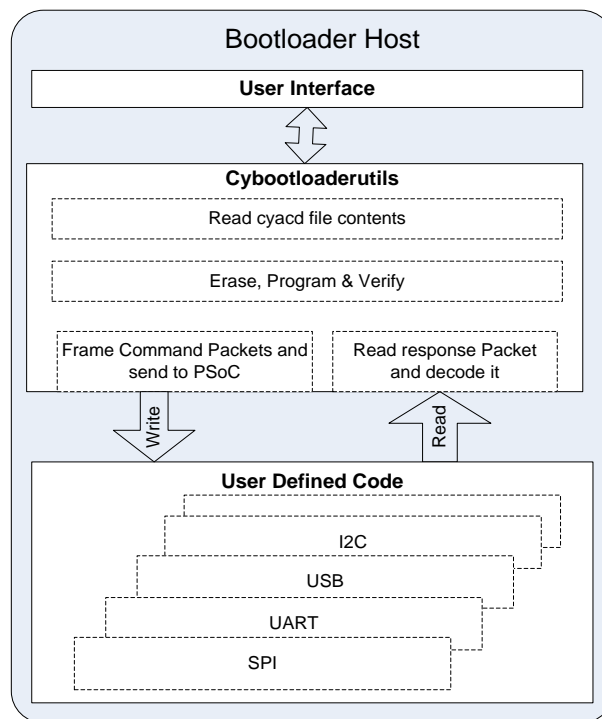 Bootloader Host
User Interface
Cybootloaderutils
Read cyacd file contents
Erase, Program & Verify
Frame Command Packets and
send to PSoC
Read response Packet
and decode it
Write
Read
User Defined Code
I2C
USB
UART
SPI